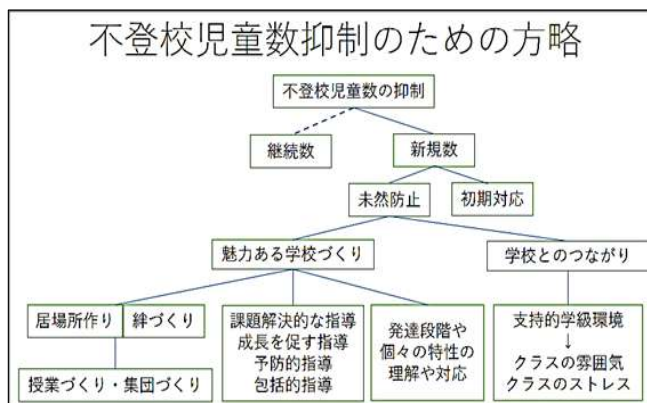 不登校児童数抑制のための方略
不登校児童数の抑制
継続数
新規数
未然防止
初期対応
魅力ある学校づくり
学校とのつながり
居場所作り
絆づくり
課題解決的な指導
成長を促す指導
予防的指導
包括的指導
発達段階や
個々の特性の
理解や対応
支持的学級環境
↓
クラスの雰囲気
クラスのストレス
授業づくり・集団づくり